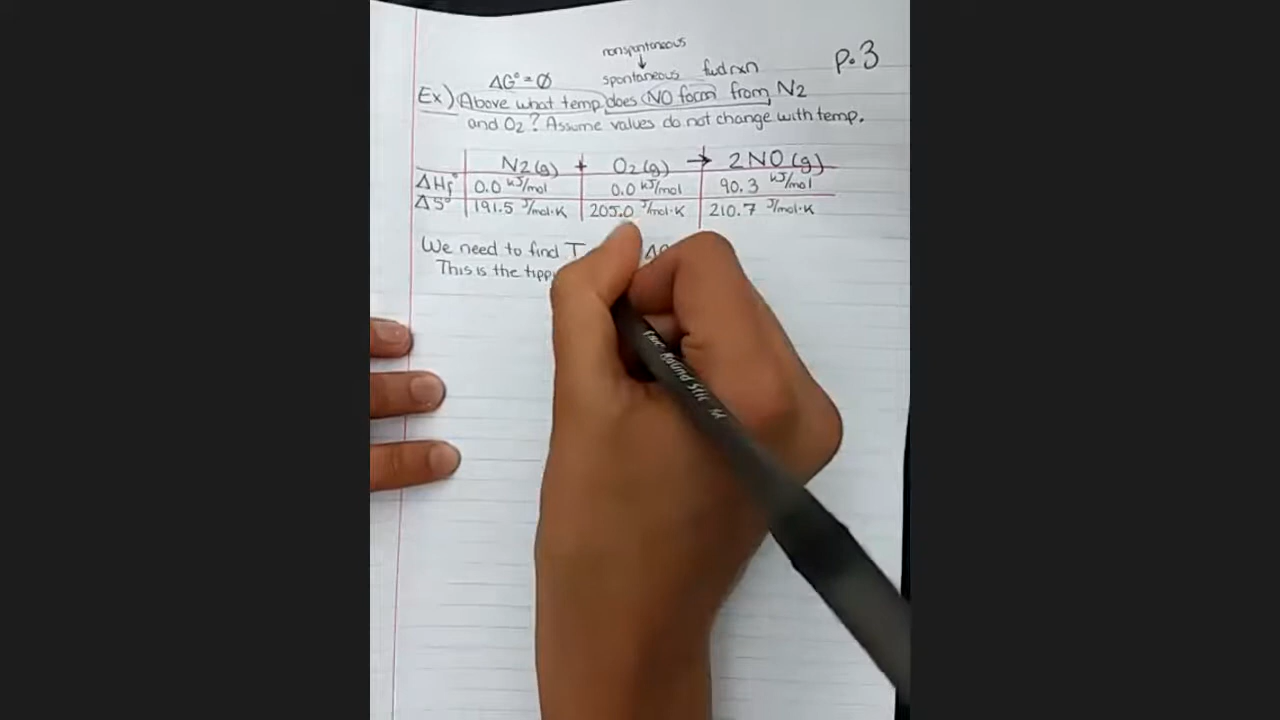 nonspontaneous
↓
ΔG° = Ø spontaneous fwd rxn p.3
Ex) Above what temp does NO form from N2
and O2? Assume values do not change with temp.
N2(g) + O2(g) → 2NO(g)
ΔHf° 0.0 kJ/mol 0.0 kJ/mol 90.3 kJ/mol
ΔS° 191.5 J/mol·K 205.0 J/mol·K 210.7 J/mol·K
We need to find T
This is the